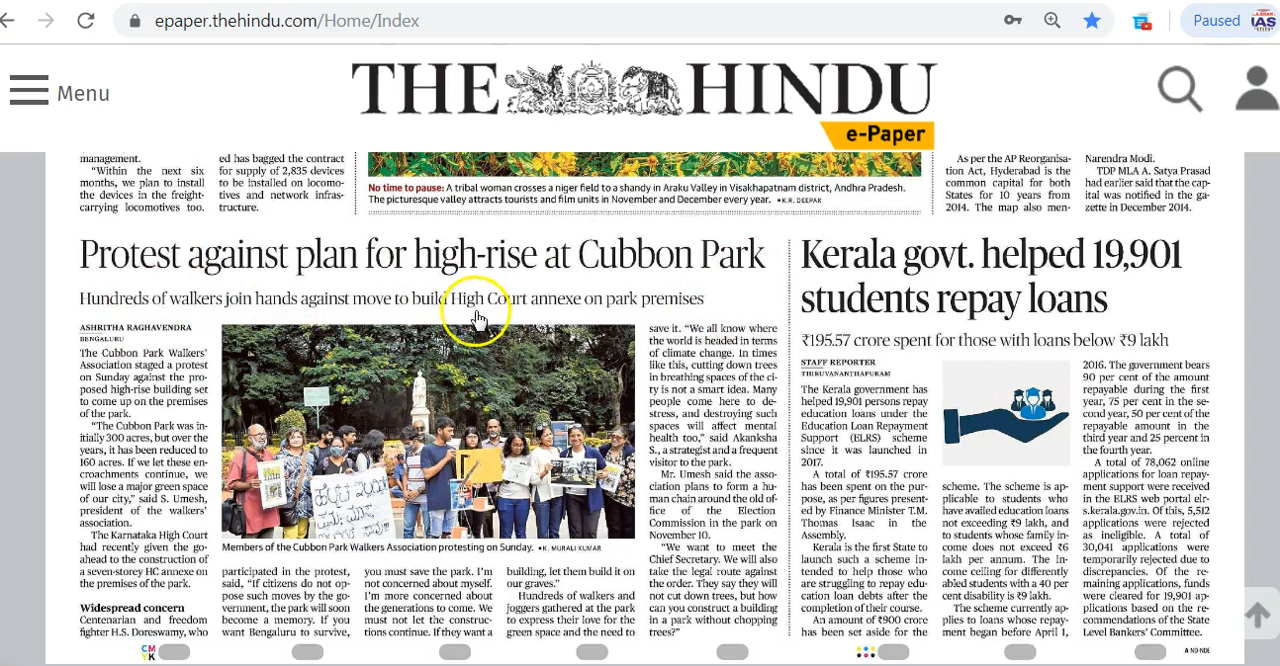 epaper.thehindu.com/Home/Index
Paused
IAS
Menu
THE HINDU
e-Paper
management.
"Within the next six
months, we plan to install
the devices in the freight-
carrying locomotives too.
ed has bagged the contract
for supply of 2,835 devices
to be installed on locomo-
tives and network infras-
tructure.
No time to pause: A tribal woman crosses a niger field to a shandy in Araku Valley in Visakhapatnam district, Andhra Pradesh.
The picturesque valley attracts tourists and film units in November and December every year. •K.R. DEEPAK
As per the AP Reorganisa-
tion Act, Hyderabad is the
common capital for both
States for 10 years from
2014. The map also men-
Narendra Modi.
TDP MLA A. Satya Prasad
had earlier said that the cap-
ital was notified in the ga-
zette in December 2014.
Protest against plan for high-rise at Cubbon Park
Hundreds of walkers join hands against move to build High Court annexe on park premises
ASHRITHA RAGHAVENDRA
BENGALURU
The Cubbon Park Walkers'
Association staged a protest
on Sunday against the pro-
posed high-rise building set
to come up on the premises
of the park.
"The Cubbon Park was in-
itially 300 acres, but over the
years, it has been reduced to
160 acres. If we let these en-
croachments continue, we
will lose a major green space
of our city," said S. Umesh,
president of the walkers'
association.
The Karnataka High Court
had recently given the go-
ahead to the construction of
a seven-storey HC annexe on
the premises of the park.
Widespread concern
Centenarian and freedom
fighter H.S. Doreswamy, who
Members of the Cubbon Park Walkers Association protesting on Sunday. •K. MURALI KUMAR
participated in the protest,
said, "If citizens do not op-
pose such moves by the go-
vernment, the park will soon
become a memory. If you
want Bengaluru to survive,
you must save the park. I'm
not concerned about myself.
I'm more concerned about
the generations to come. We
must not let the construc-
tions continue. If they want a
building, let them build it on
our graves."
Hundreds of walkers and
joggers gathered at the park
to express their love for the
green space and the need to
save it. "We all know where
the world is headed in terms
of climate change. In times
like this, cutting down trees
in breathing spaces of the ci-
ty is not a smart idea. Many
people come here to de-
stress, and destroying such
spaces will affect mental
health too," said Akanksha
S., a strategist and a frequent
visitor to the park.
Mr. Umesh said the asso-
ciation plans to form a hu-
man chain around the old of-
fice of the Election
Commission in the park on
November 10.
"We want to meet the
Chief Secretary. We will also
take the legal route against
the order. They say they will
not cut down trees, but how
can you construct a building
in a park without chopping
trees?"
Kerala govt. helped 19,901
students repay loans
₹195.57 crore spent for those with loans below ₹9 lakh
STAFF REPORTER
THIRUVANANTHAPURAM
The Kerala government has
helped 19,901 persons repay
education loans under the
Education Loan Repayment
Support (ELRS) scheme
since it was launched in
2017.
A total of ₹195.57 crore
has been spent on the pur-
pose, as per figures present-
ed by Finance Minister T.M.
Thomas Isaac in the
Assembly.
Kerala is the first State to
launch such a scheme in-
tended to help those who
are struggling to repay edu-
cation loan debts after the
completion of their course.
An amount of ₹900 crore
has been set aside for the
scheme. The scheme is ap-
plicable to students who
have availed education loans
not exceeding ₹9 lakh, and
to students whose family in-
come does not exceed ₹6
lakh per annum. The in-
come ceiling for differently
abled students with a 40 per
cent disability is ₹9 lakh.
The scheme currently ap-
plies to loans whose repay-
ment began before April 1,
2016. The government bears
90 per cent of the amount
repayable during the first
year, 75 per cent in the se-
cond year, 50 per cent of the
repayable amount in the
third year and 25 percent in
the fourth year.
A total of 78,062 online
applications for loan repay-
ment support were received
in the ELRS web portal elr-
s.kerala.gov.in. Of this, 5,512
applications were rejected
as ineligible. A total of
30,041 applications were
temporarily rejected due to
discrepancies. Of the re-
maining applications, funds
were cleared for 19,901 ap-
plications based on the re-
commendations of the State
Level Bankers' Committee.
CM
YK
A ND NDE